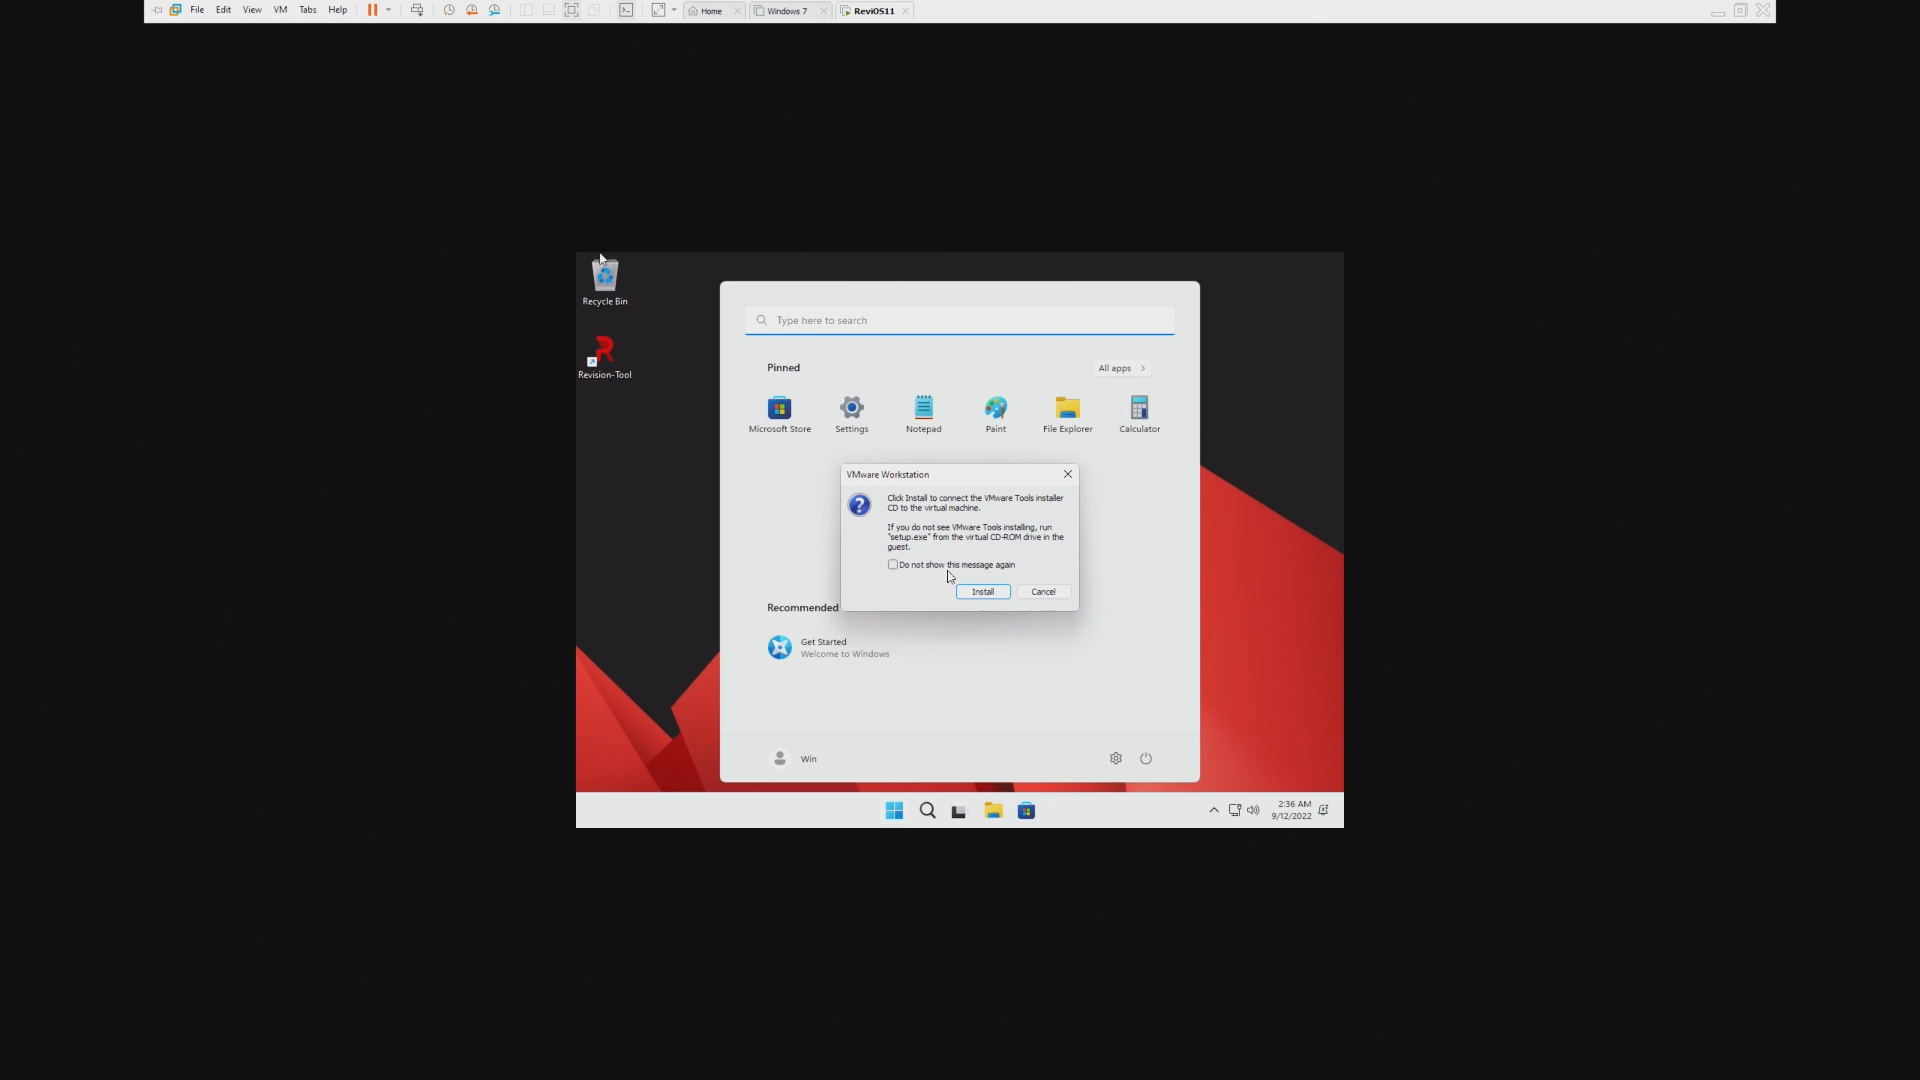 File Edit View VM Tabs Help Home Windows 7 ReviOS11
Recycle Bin
Revision-Tool
Type here to search
Pinned
All apps
Microsoft Store Settings Notepad Paint File Explorer Calculator
VMware Workstation
Click Install to connect the VMware Tools installer
CD to the virtual machine.
If you do not see VMware Tools installing, run
"setup.exe" from the virtual CD-ROM drive in the
guest.
Do not show this message again
Install Cancel
Recommended
Get Started
Welcome to Windows
Win
2:36 AM
9/12/2022